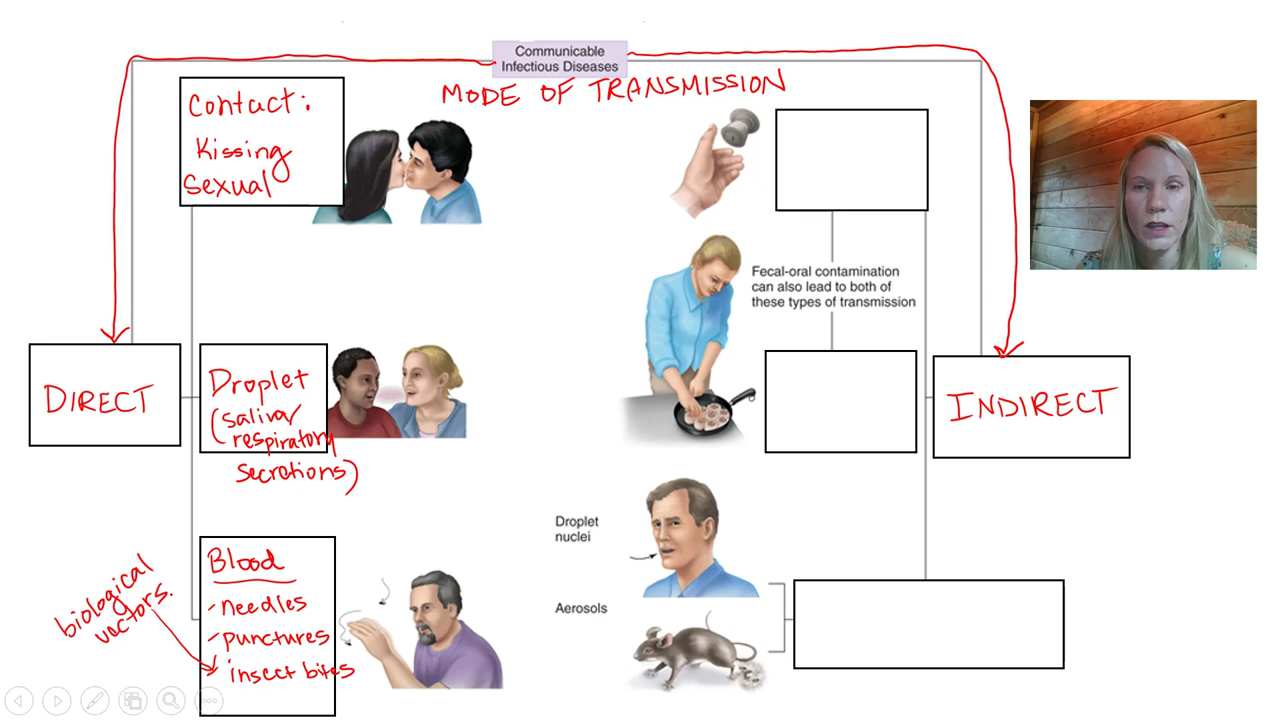 Communicable
Infectious Diseases
MODE OF TRANSMISSION
Contact:
Kissing
Sexual
DIRECT
Droplet
(saliva/
respiratory
secretions)
Blood
- needles
- punctures
insect bites
biological
vectors.
Fecal-oral contamination
can also lead to both of
these types of transmission
INDIRECT
Droplet
nuclei
Aerosols